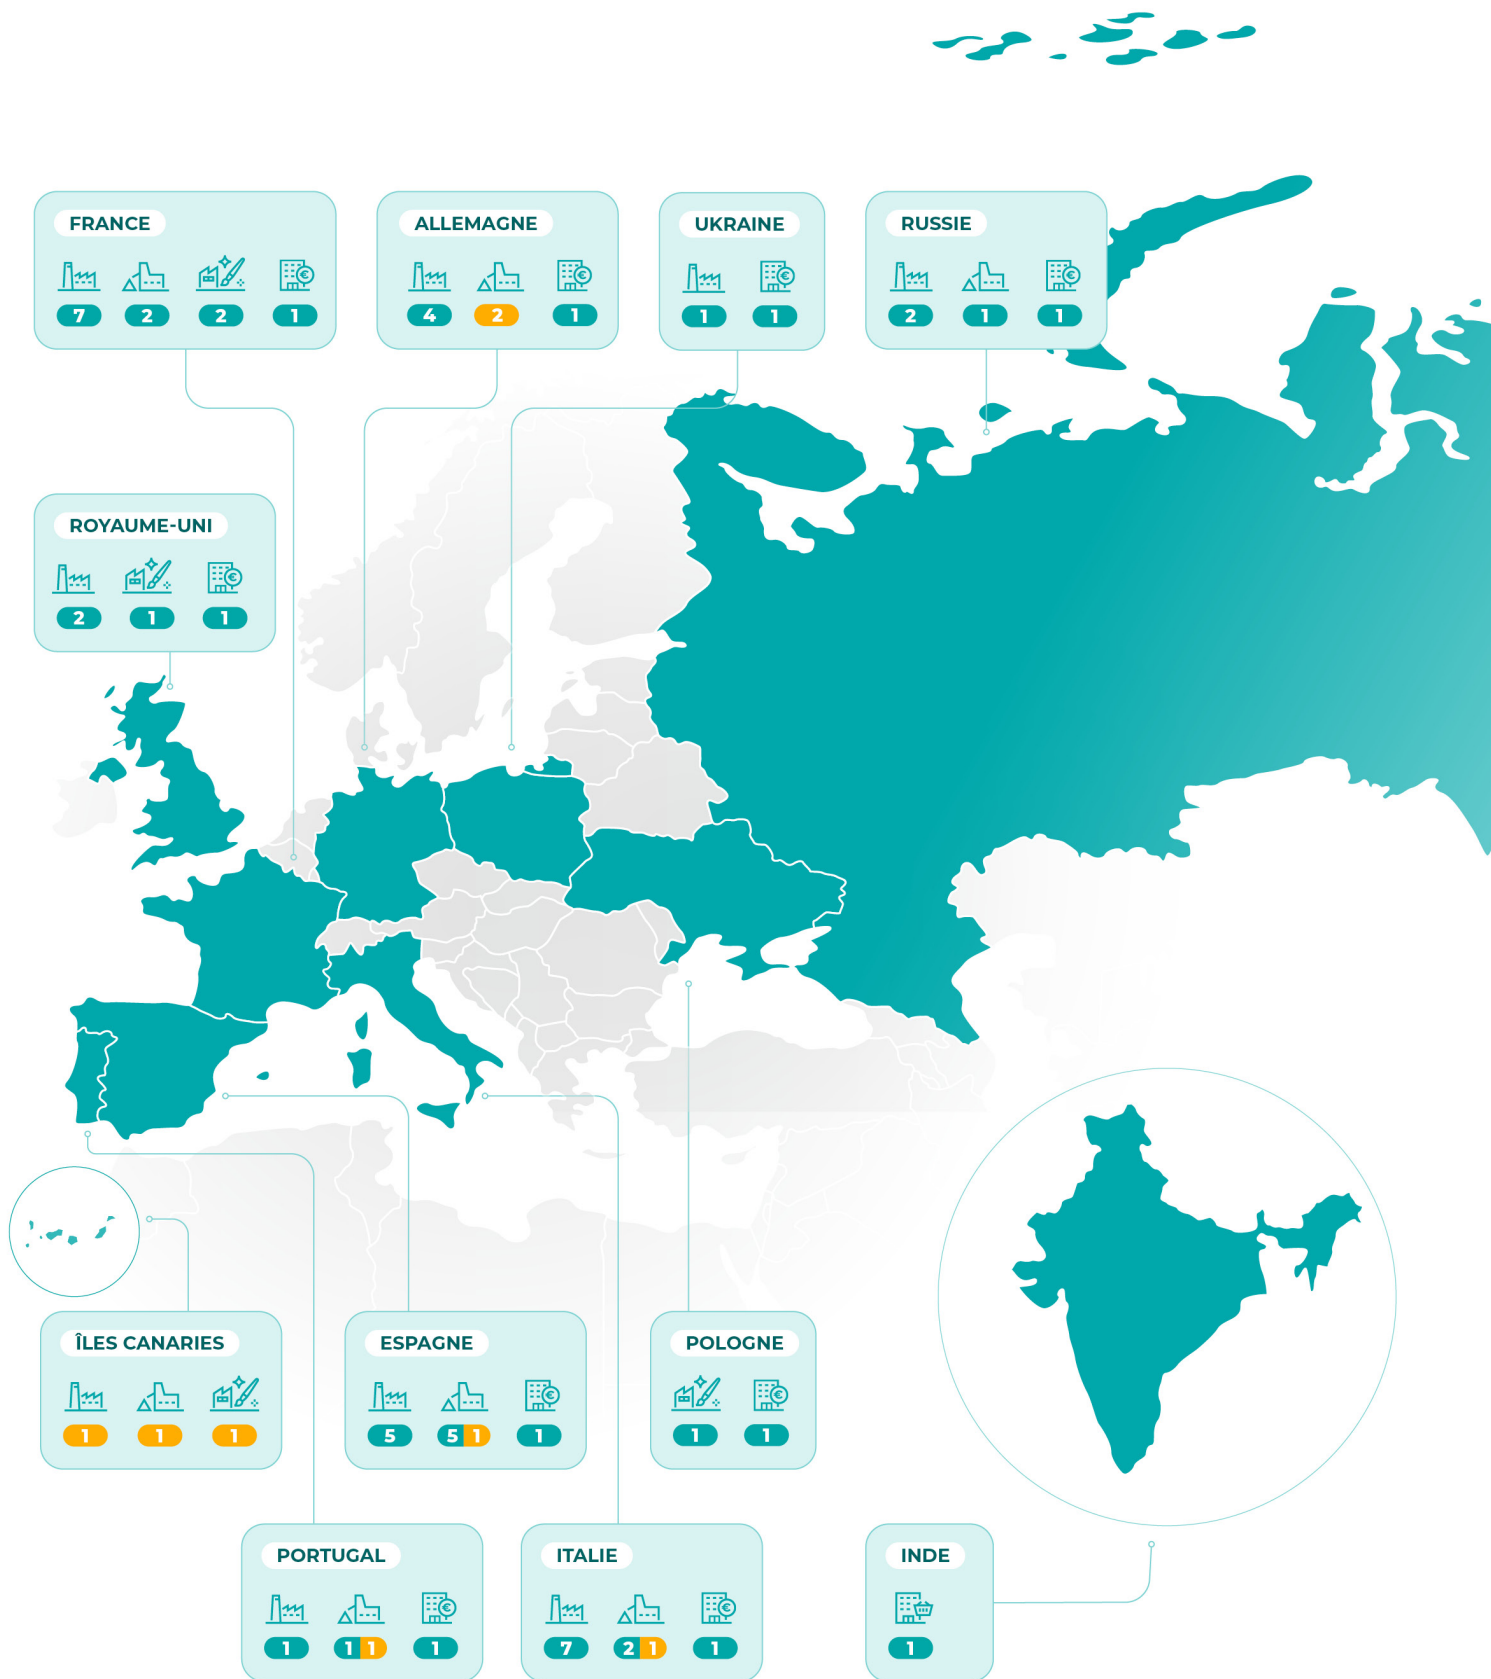 FRANCE
7 2 2 1
ALLEMAGNE
4 2 1
UKRAINE
1 1
RUSSIE
2 1 1
ROYAUME-UNI
2 1 1
ÎLES CANARIES
1 1 1
ESPAGNE
5 5 1 1
POLOGNE
1 1
PORTUGAL
1 1 1 1
ITALIE
7 2 1 1
INDE
1